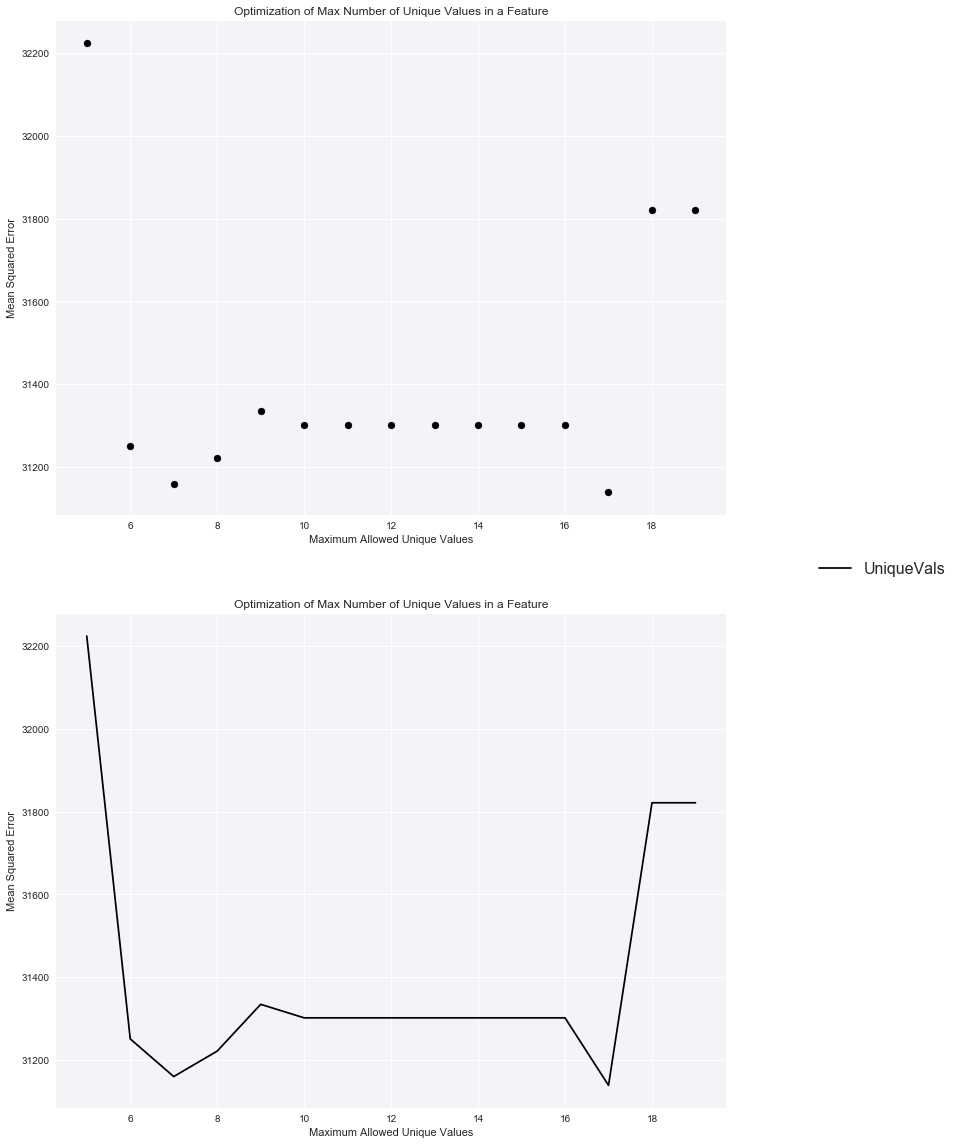 Optimization of Max Number of Unique Values in a Feature
32200
32000
31800
31600
31400
31200
Mean Squared Error
6 8 10 12 14 16 18
Maximum Allowed Unique Values
UniqueVals
Optimization of Max Number of Unique Values in a Feature
32200
32000
31800
31600
31400
31200
Mean Squared Error
6 8 10 12 14 16 18
Maximum Allowed Unique Values